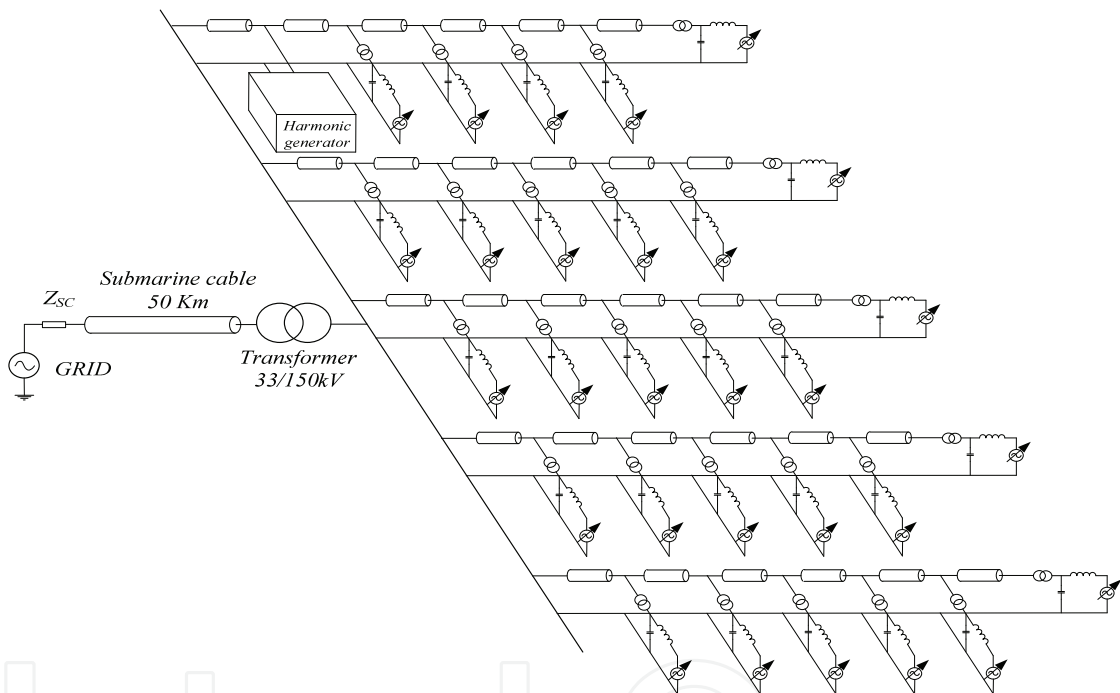 Harmonic
generator
Submarine cable
50 Km
Z_SC
GRID
Transformer
33/150kV